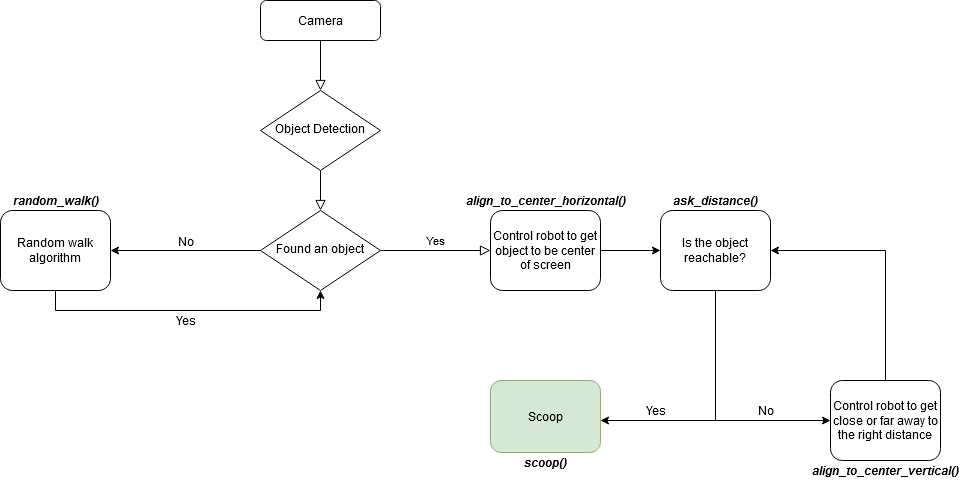 Camera
Object Detection
random_walk()
align_to_center_horizontal()
ask_distance()
Random walk
algorithm
No
Found an object
Yes
Control robot to get
object to be center
of screen
Is the object
reachable?
Yes
Scoop
Yes
No
Control robot to get
close or far away to
the right distance
scoop()
align_to_center_vertical()